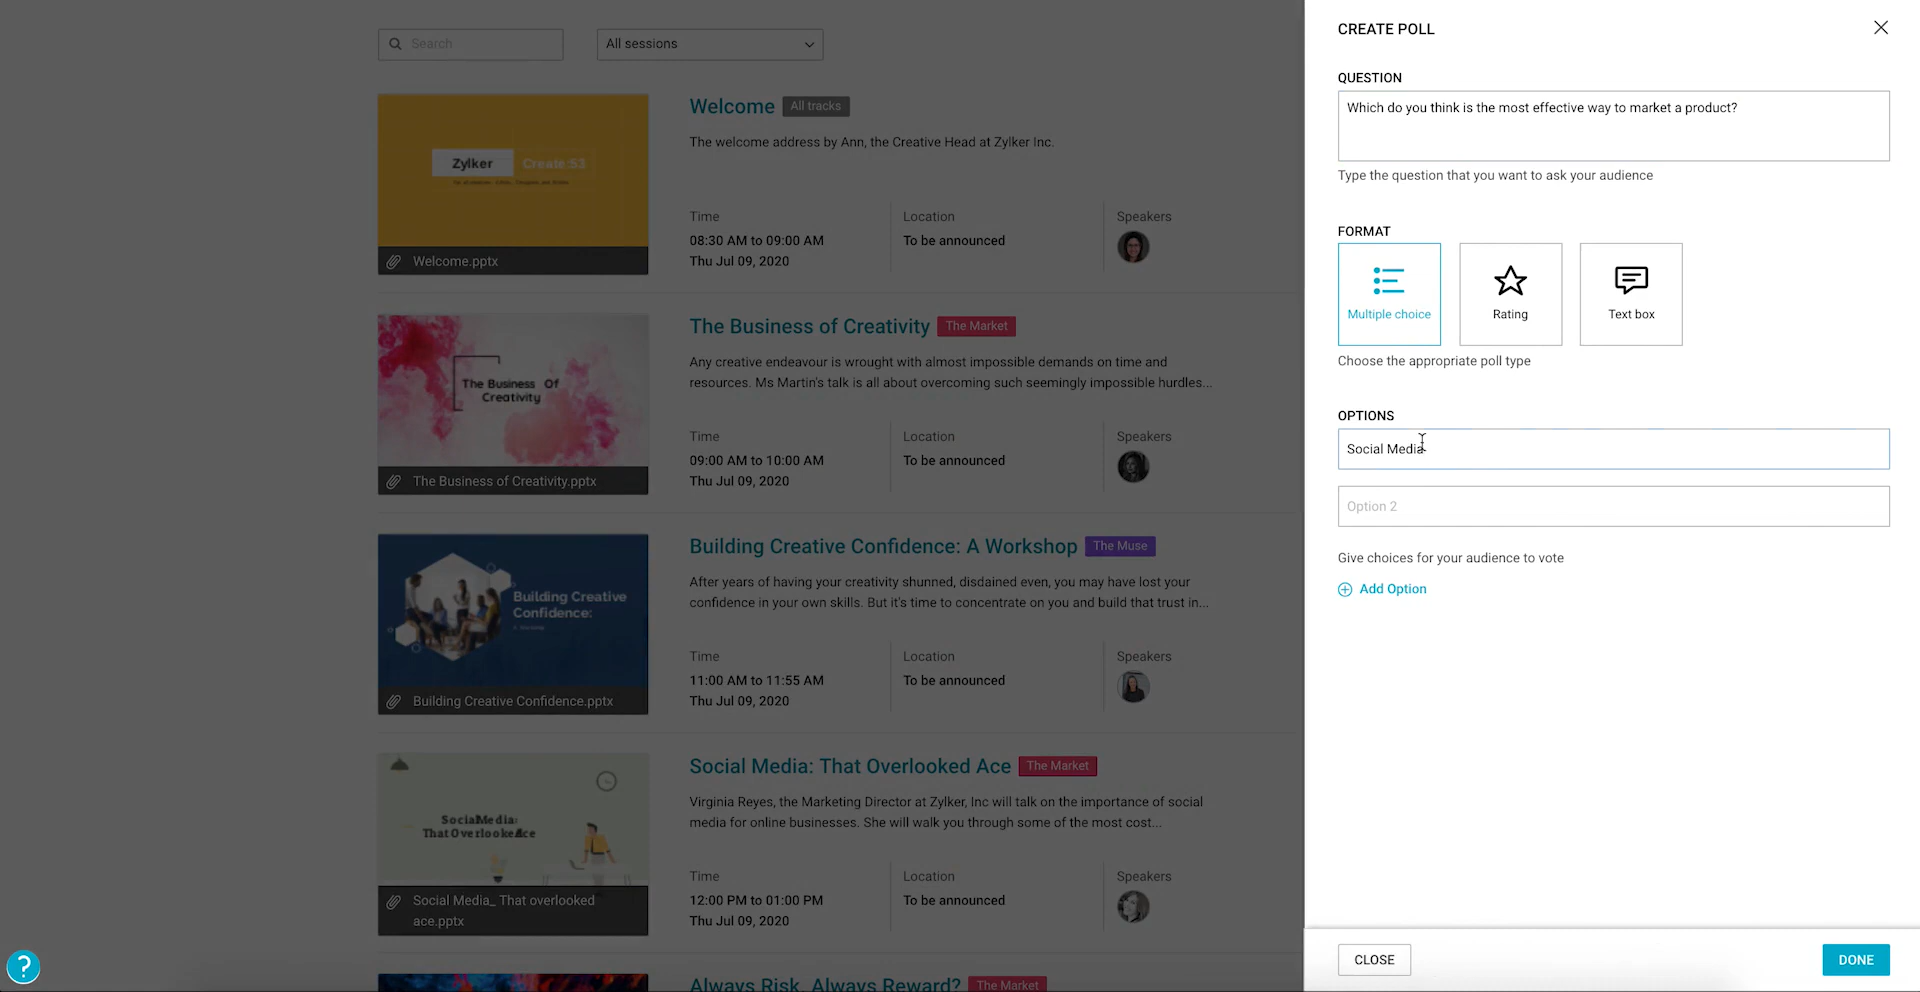 Search
All sessions
Zylker Create:53
Welcome.pptx
Welcome All tracks
The welcome address by Ann, the Creative Head at Zylker Inc.
Time
08:30 AM to 09:00 AM
Thu Jul 09, 2020
Location
To be announced
Speakers
The Business Of
Creativity
The Business of Creativity.pptx
The Business of Creativity The Market
Any creative endeavour is wrought with almost impossible demands on time and
resources. Ms Martin's talk is all about overcoming such seemingly impossible hurdles...
Time
09:00 AM to 10:00 AM
Thu Jul 09, 2020
Location
To be announced
Speakers
Building Creative
Confidence:
Building Creative Confidence.pptx
Building Creative Confidence: A Workshop The Muse
After years of having your creativity shunned, disdained even, you may have lost your
confidence in your own skills. But it's time to concentrate on you and build that trust in...
Time
11:00 AM to 11:55 AM
Thu Jul 09, 2020
Location
To be announced
Speakers
Social Media:
That Overlooked Ace
Social Media_ That overlooked
ace.pptx
Social Media: That Overlooked Ace The Market
Virginia Reyes, the Marketing Director at Zylker, Inc will talk on the importance of social
media for online businesses. She will walk you through some of the most cost...
Time
12:00 PM to 01:00 PM
Thu Jul 09, 2020
Location
To be announced
Speakers
Always Risk, Always Reward? The Market
?
CREATE POLL
QUESTION
Which do you think is the most effective way to market a product?
Type the question that you want to ask your audience
FORMAT
Multiple choice
Rating
Text box
Choose the appropriate poll type
OPTIONS
Social Media
Option 2
Give choices for your audience to vote
Add Option
CLOSE
DONE